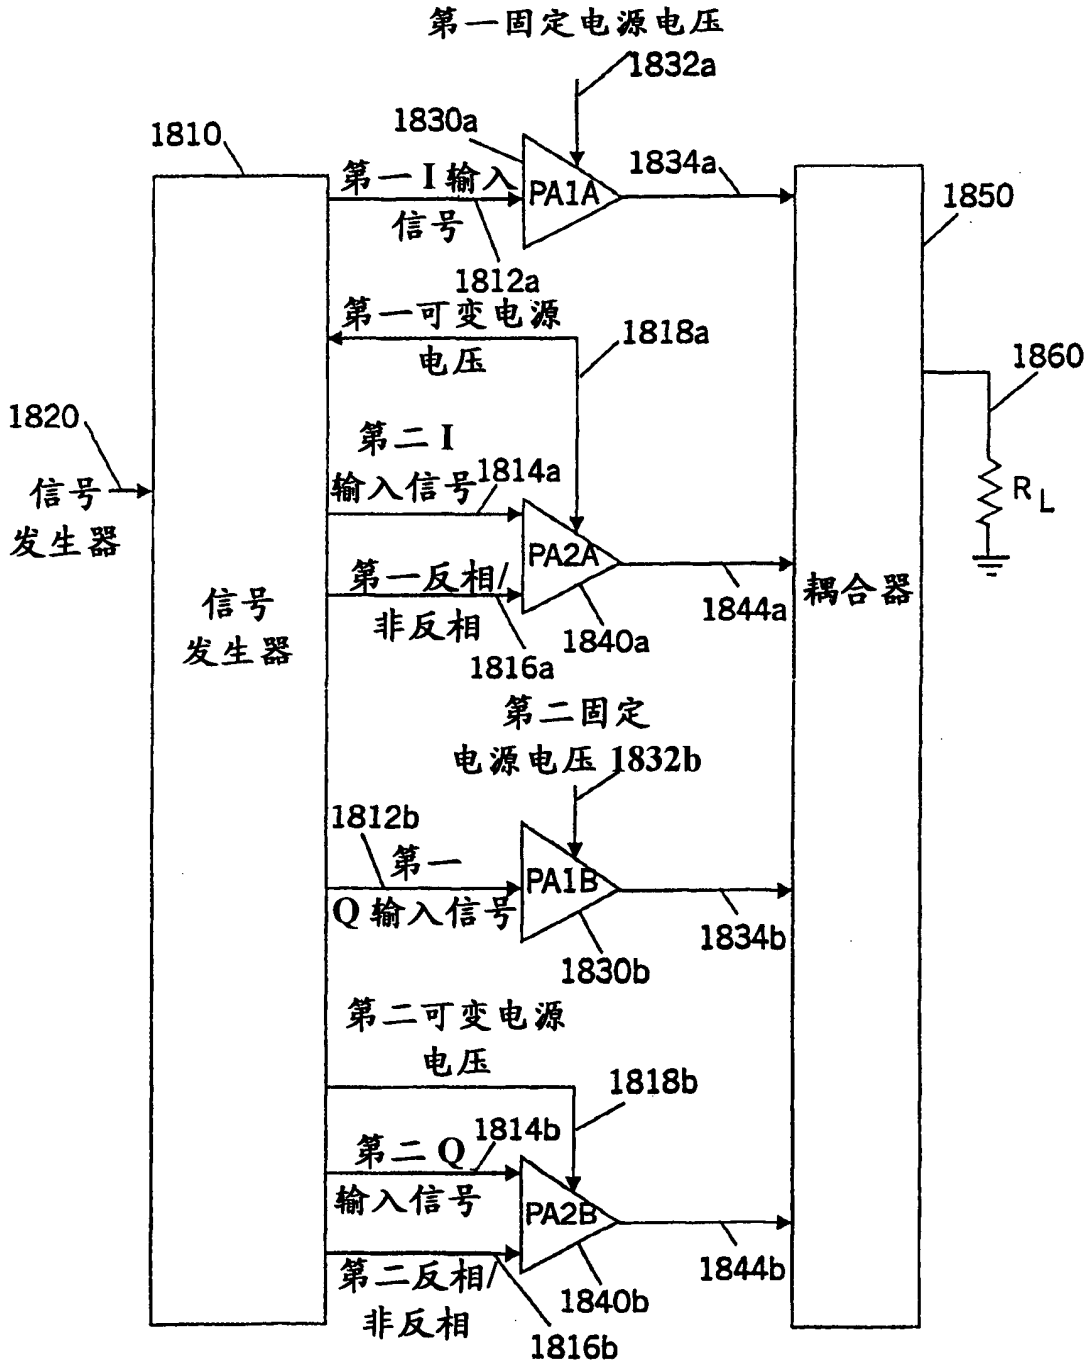 第一固定电源电压
1832a
1830a
1810
第一 I 输入
信号
PA1A
1834a
1850
1812a
第一可变电源
电压
1818a
1860
1820
信号
发生器
第二 I
输入信号
1814a
R L
PA2A
第一反相/
非反相
1844a
耦合器
信号
发生器
1840a
1816a
第二固定
电源电压 1832b
1812b
第一
Q 输入信号
PA1B
1834b
1830b
第二可变电源
电压
1818b
第二 Q
输入信号
1814b
PA2B
第二反相/
非反相
1844b
1840b
1816b